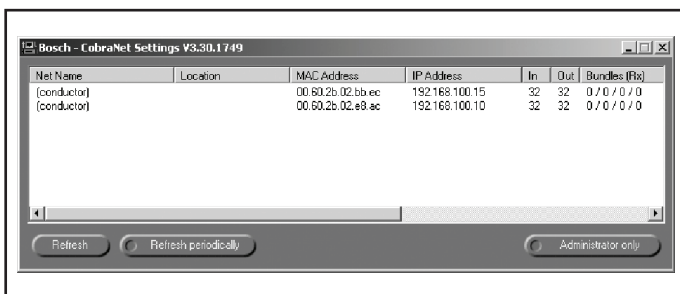 Bosch - CobraNet Settings V3.30.1749
Net Name Location MAC Address IP Address In Out Bundles (Rx)
(conductor) 00.60.2b.02.bb.ec 192.168.100.15 32 32 0 / 0 / 0 / 0
(conductor) 00.60.2b.02.e8.ac 192.168.100.10 32 32 0 / 0 / 0 / 0
Refresh Refresh periodically Administrator only